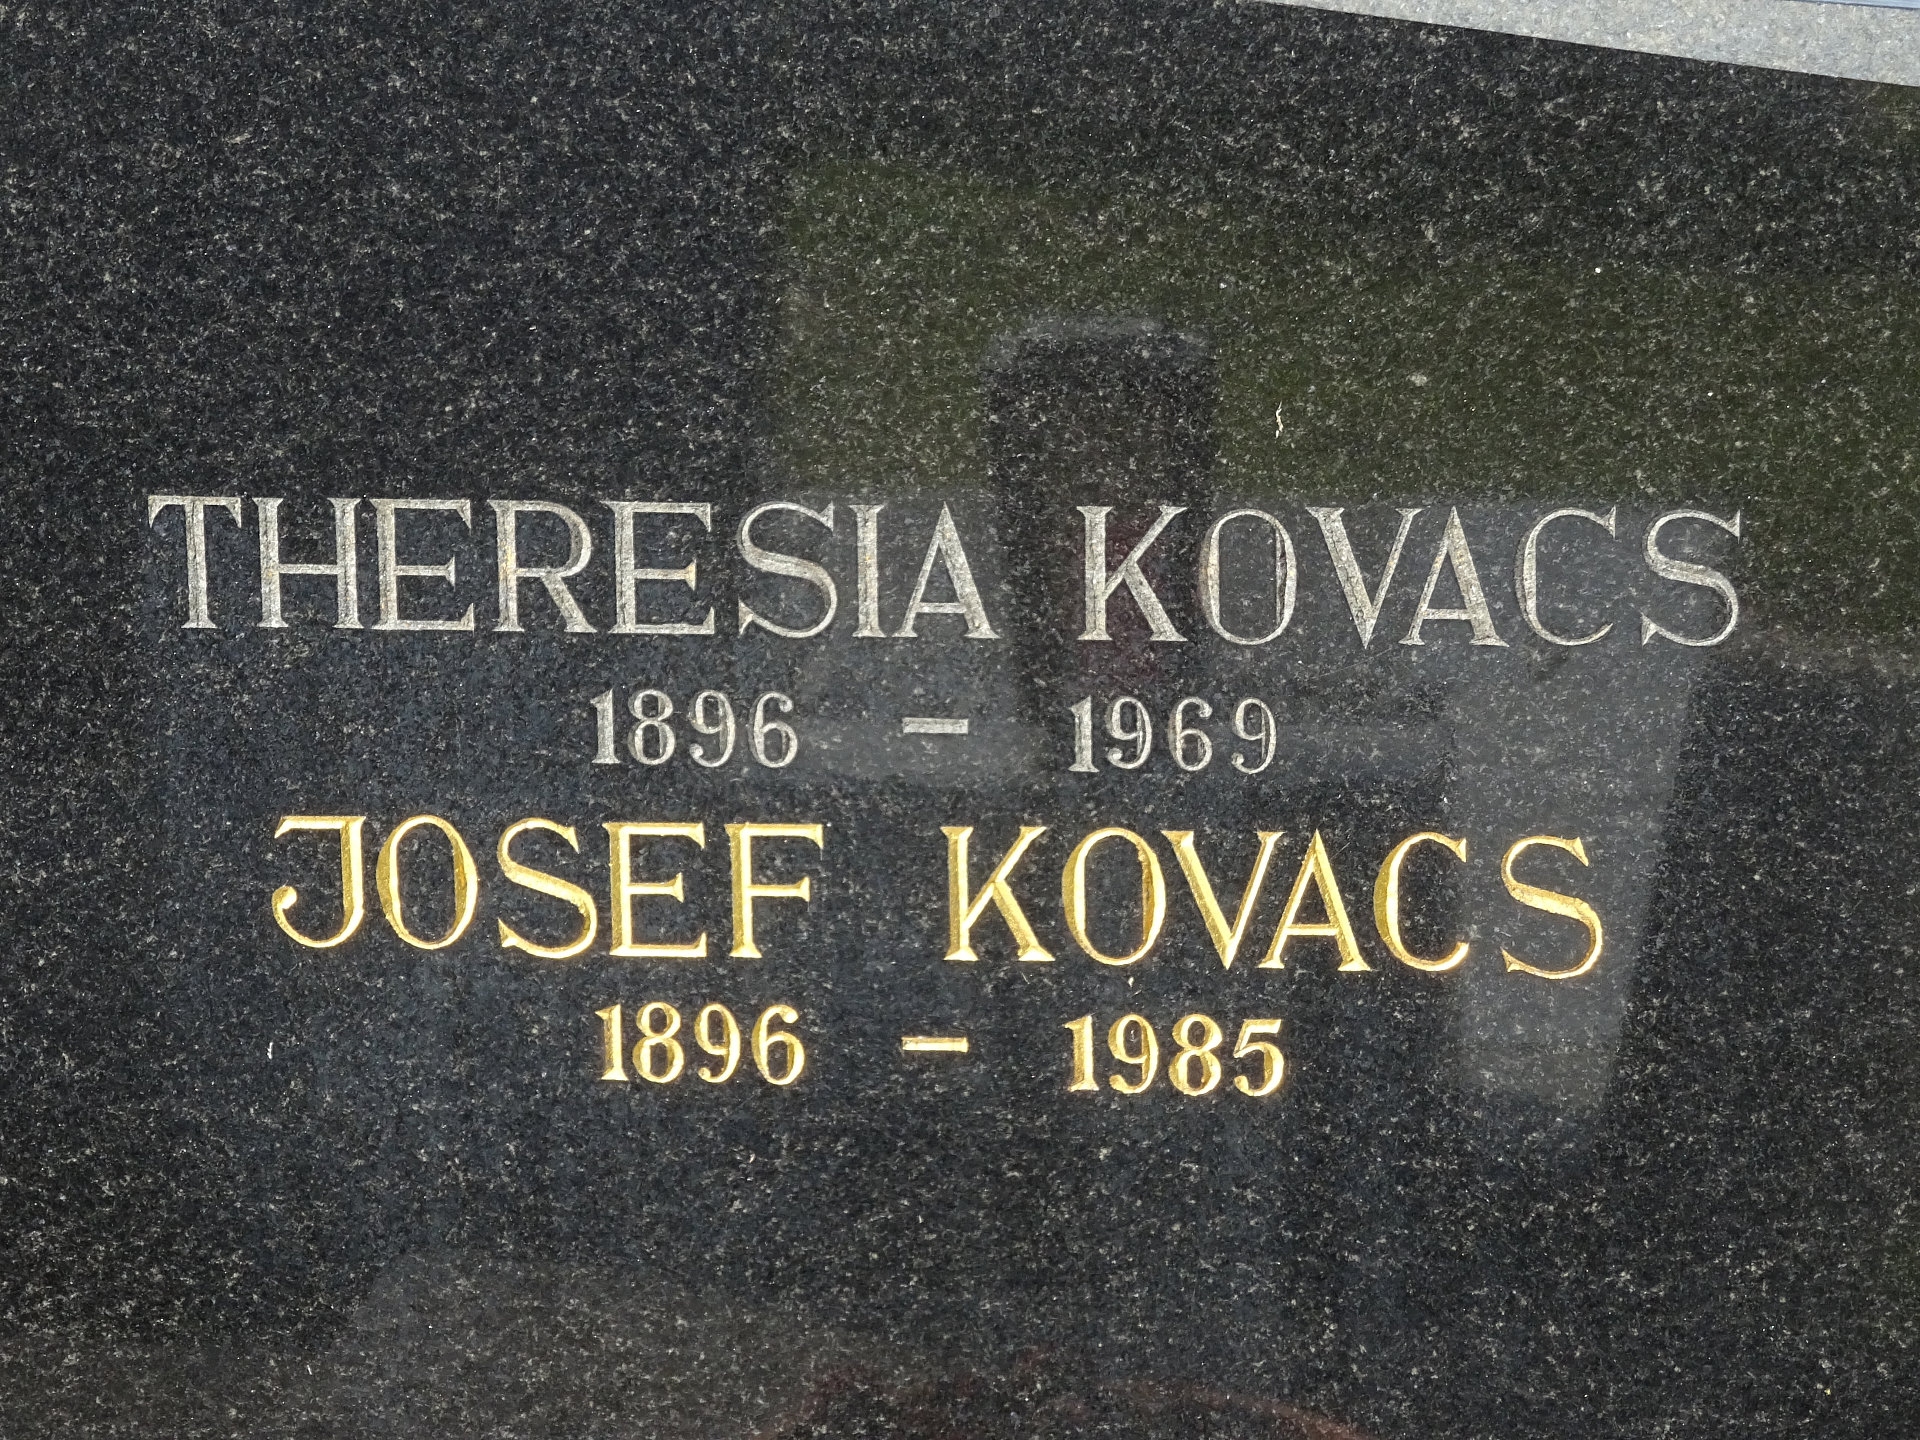 THERESIA KOVACS
1896 – 1969
JOSEF KOVACS
1896 – 1985